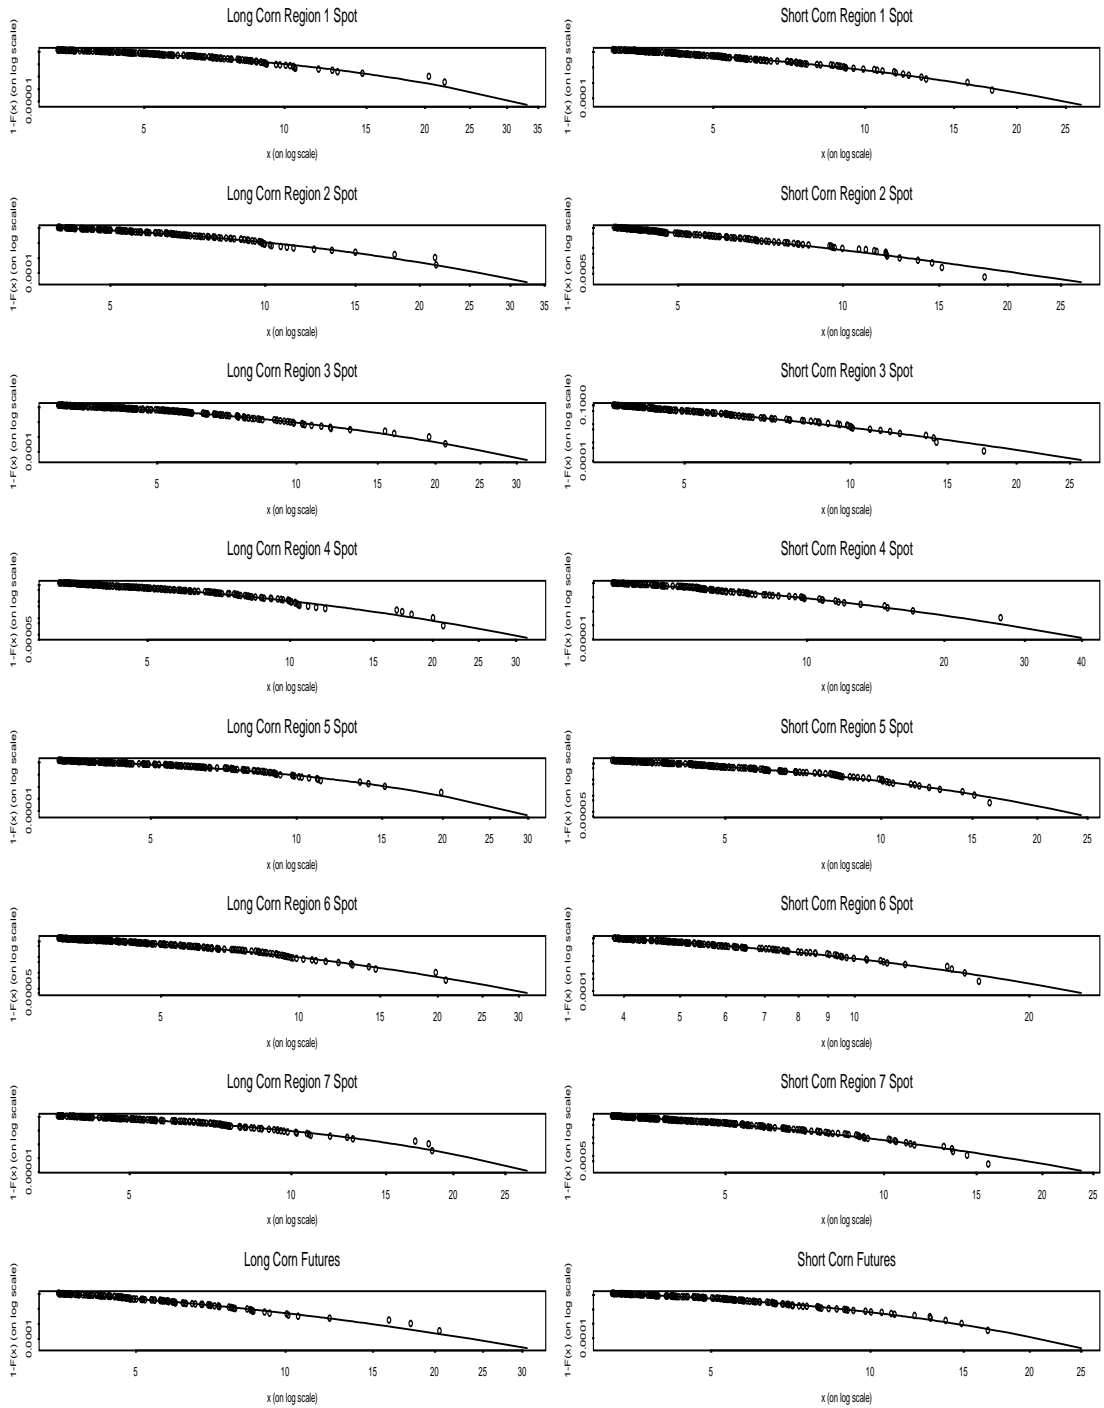 Long Corn Region 1 Spot
1-F(x) (on log scale)
0.00001
5 10 15 20 25 30 35
x (on log scale)
Short Corn Region 1 Spot
1-F(x) (on log scale)
0.0001
5 10 15 20 25
x (on log scale)
Long Corn Region 2 Spot
1-F(x) (on log scale)
0.0001
5 10 15 20 25 30 35
x (on log scale)
Short Corn Region 2 Spot
1-F(x) (on log scale)
0.0005
5 10 15 20 25
x (on log scale)
Long Corn Region 3 Spot
1-F(x) (on log scale)
0.0001
5 10 15 20 25 30
x (on log scale)
Short Corn Region 3 Spot
1-F(x) (on log scale)
0.1000
0.0001
5 10 15 20 25
x (on log scale)
Long Corn Region 4 Spot
1-F(x) (on log scale)
0.00005
5 10 15 20 25 30
x (on log scale)
Short Corn Region 4 Spot
1-F(x) (on log scale)
0.00001
10 20 30 40
x (on log scale)
Long Corn Region 5 Spot
1-F(x) (on log scale)
0.00001
5 10 15 20 25 30
x (on log scale)
Short Corn Region 5 Spot
1-F(x) (on log scale)
0.00005
5 10 15 20 25
x (on log scale)
Long Corn Region 6 Spot
1-F(x) (on log scale)
0.00005
5 10 15 20 25 30
x (on log scale)
Short Corn Region 6 Spot
1-F(x) (on log scale)
0.0001
4 5 6 7 8 9 10 20
x (on log scale)
Long Corn Region 7 Spot
1-F(x) (on log scale)
0.00001
5 10 15 20 25
x (on log scale)
Short Corn Region 7 Spot
1-F(x) (on log scale)
0.0005
5 10 15 20 25
x (on log scale)
Long Corn Futures
1-F(x) (on log scale)
0.0001
5 10 15 20 25 30
x (on log scale)
Short Corn Futures
1-F(x) (on log scale)
0.0001
5 10 15 20 25
x (on log scale)